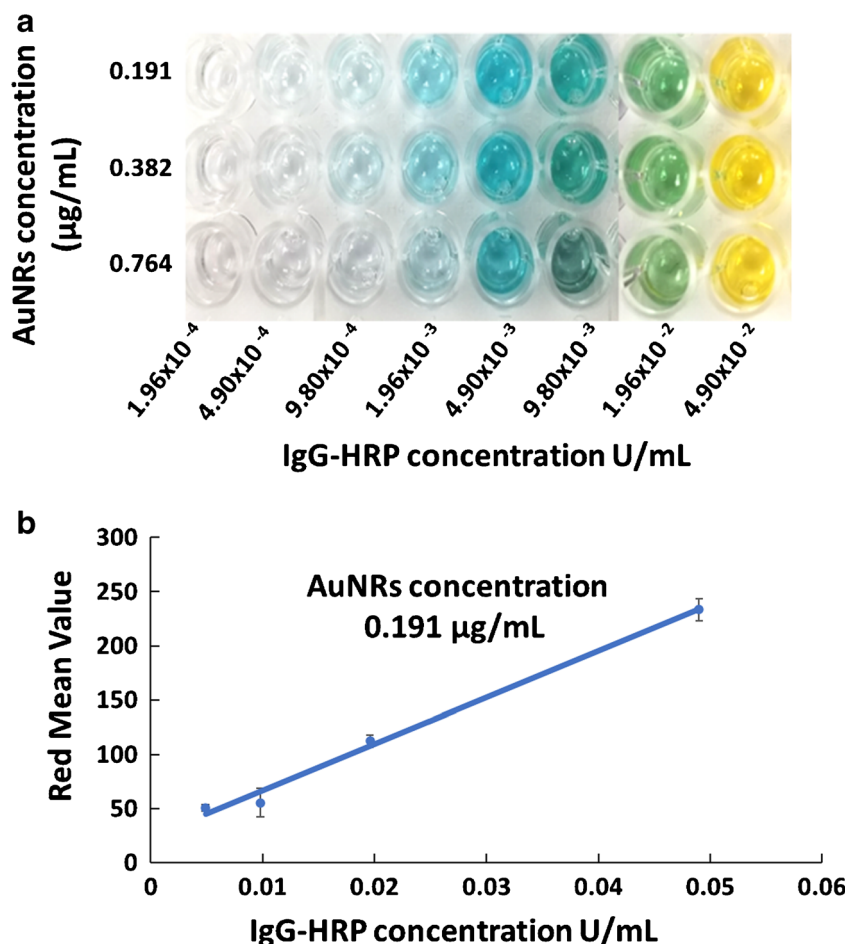 a
AuNRs concentration
(µg/mL)
0.191
0.382
0.764
1.96x10⁻⁴
4.90x10⁻⁴
9.80x10⁻⁴
1.96x10⁻³
4.90x10⁻³
9.80x10⁻³
1.96x10⁻²
4.90x10⁻²
IgG-HRP concentration U/mL
b
Red Mean Value
300
250
200
150
100
50
0
AuNRs concentration
0.191 µg/mL
0
0.01
0.02
0.03
0.04
0.05
0.06
IgG-HRP concentration U/mL